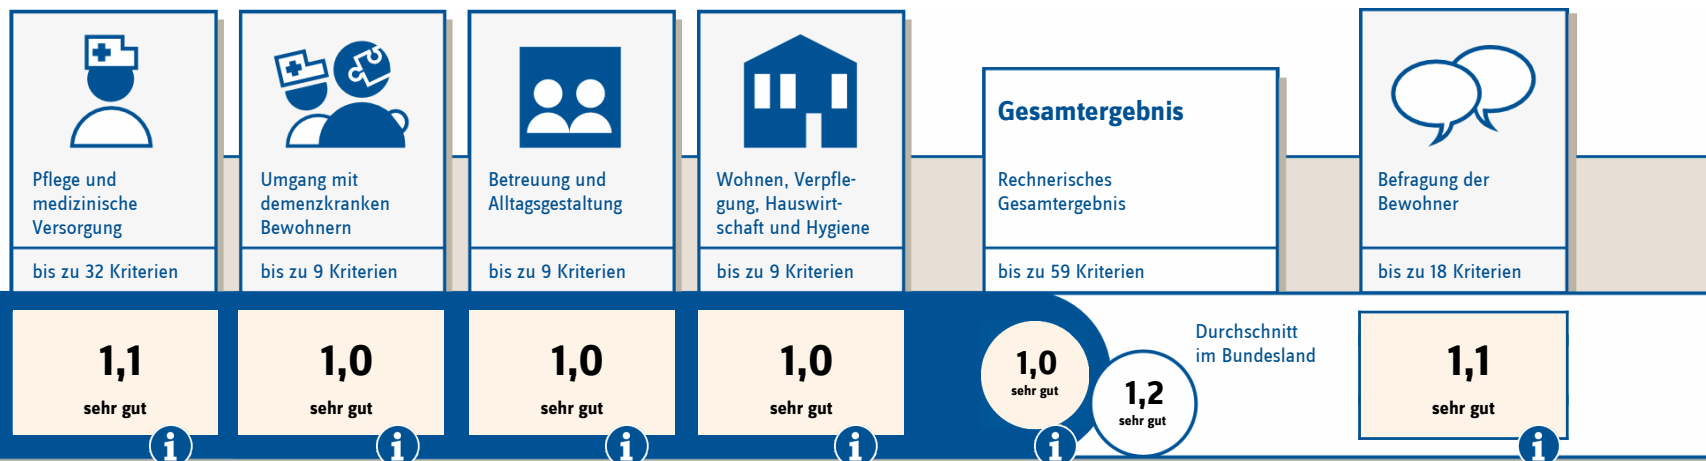 Pflege und
medizinische
Versorgung
bis zu 32 Kriterien
1,1
sehr gut
Umgang mit
demenzkranken
Bewohnern
bis zu 9 Kriterien
1,0
sehr gut
Betreuung und
Alltagsgestaltung
bis zu 9 Kriterien
1,0
sehr gut
Wohnen, Verpfle-
gung, Hauswirt-
schaft und Hygiene
bis zu 9 Kriterien
1,0
sehr gut
Gesamtergebnis
Rechnerisches
Gesamtergebnis
bis zu 59 Kriterien
1,0
sehr gut
Durchschnitt
im Bundesland
1,2
sehr gut
Befragung der
Bewohner
bis zu 18 Kriterien
1,1
sehr gut